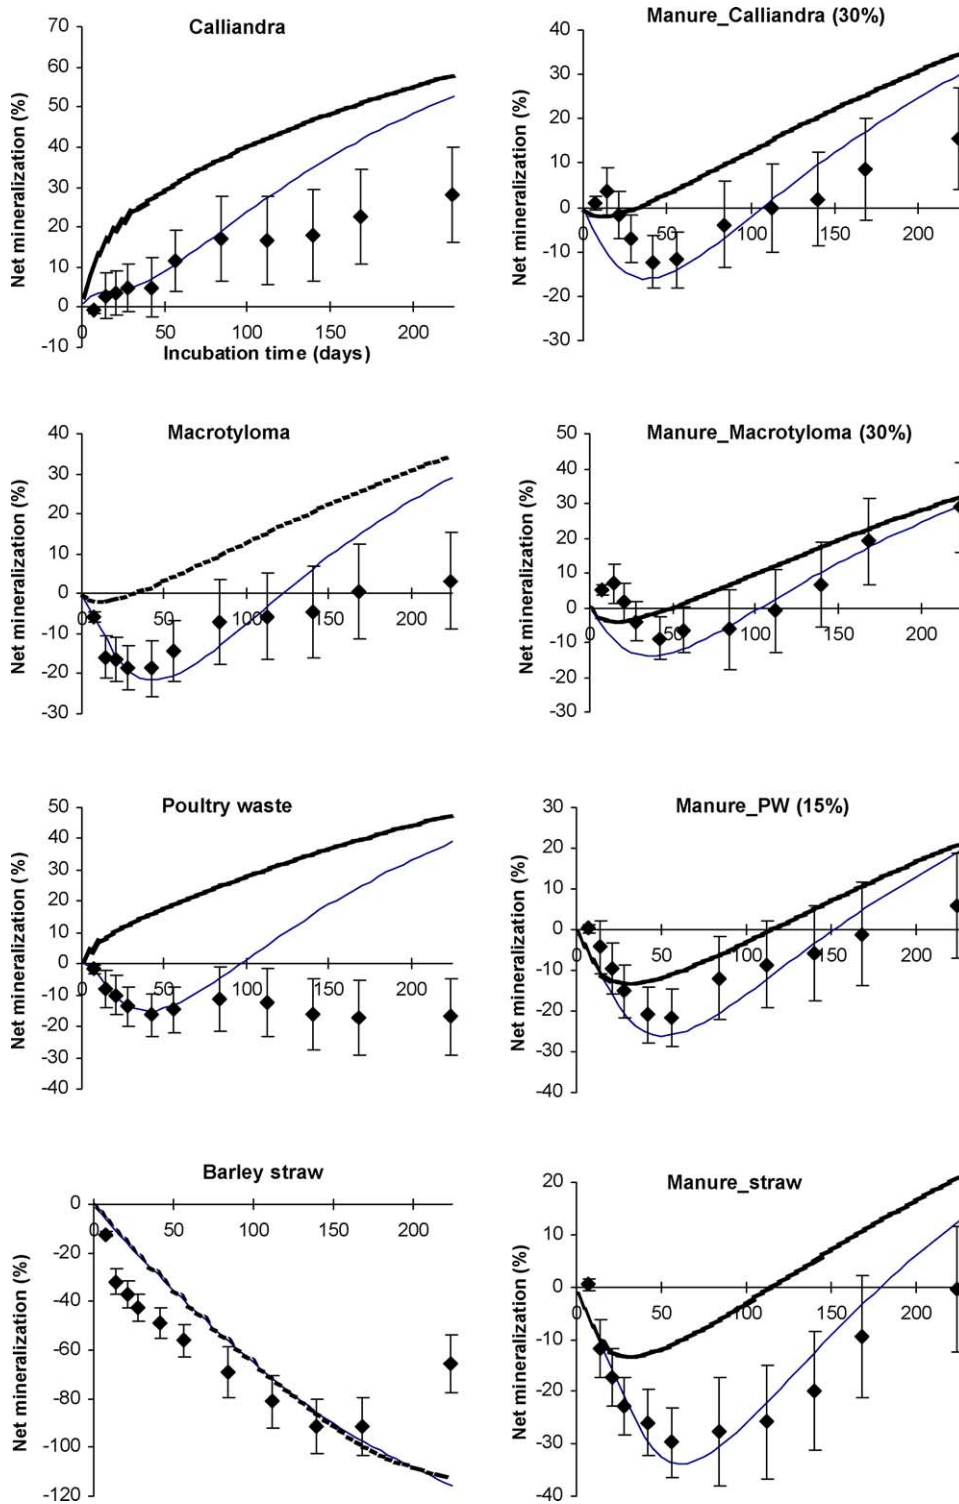 Calliandra
Net mineralization (%)
70
60
50
40
30
20
10
0
-10
0 50 100 150 200
Incubation time (days)
Manure_Calliandra (30%)
Net mineralization (%)
40
30
20
10
0
-10
-20
-30
0 50 100 150 200
Macrotyloma
Net mineralization (%)
40
30
20
10
0
-10
-20
-30
0 50 100 150 200
Manure_Macrotyloma (30%)
Net mineralization (%)
50
40
30
20
10
0
-10
-20
-30
0 50 100 150 200
Poultry waste
Net mineralization (%)
50
40
30
20
10
0
-10
-20
-30
-40
0 50 100 150 200
Manure_PW (15%)
Net mineralization (%)
30
20
10
0
-10
-20
-30
-40
0 50 100 150 200
Barley straw
Net mineralization (%)
0
-20
-40
-60
-80
-100
-120
0 50 100 150 200
Manure_straw
Net mineralization (%)
20
10
0
-10
-20
-30
-40
0 50 100 150 200